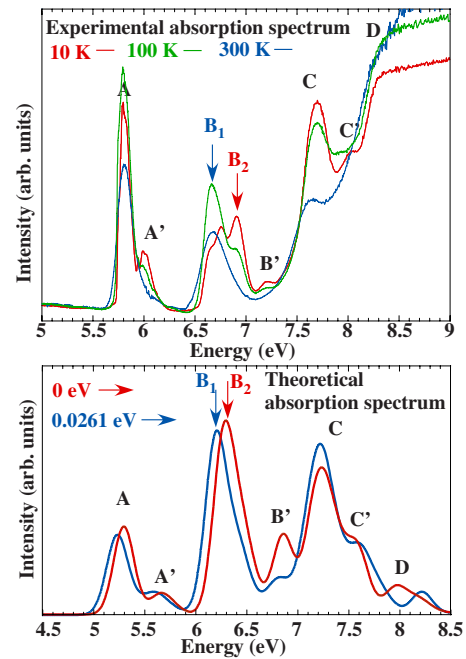 Experimental absorption spectrum
D
10 K — 100 K — 300 K —
A
C
B1
B2
C'
A'
B'
Intensity (arb. units)
5 5.5 6 6.5 7 7.5 8 8.5 9
Energy (eV)
B1
B2
Theoretical
absorption spectrum
0 eV
0.0261 eV
C
A
B'
C'
A'
D
Intensity (arb. units)
4.5 5 5.5 6 6.5 7 7.5 8 8.5
Energy (eV)